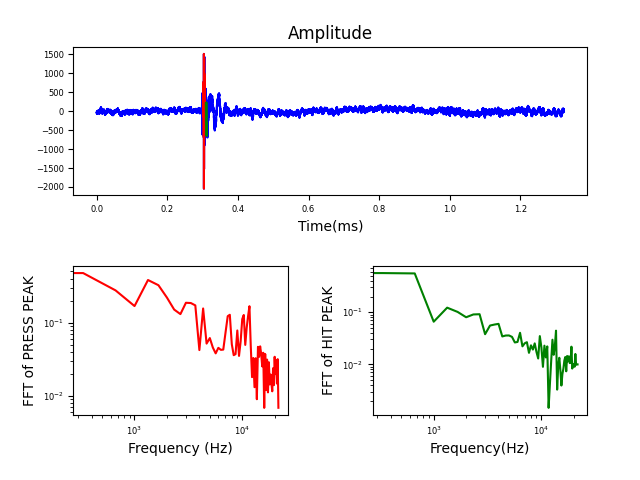 Amplitude
1500
1000
500
0
−500
−1000
−1500
−2000
0.0 0.2 0.4 0.6 0.8 1.0 1.2
Time(ms)
FFT of PRESS PEAK
10⁻¹
10⁻²
10³ 10⁴
Frequency (Hz)
FFT of HIT PEAK
10⁻¹
10⁻²
10³ 10⁴
Frequency(Hz)